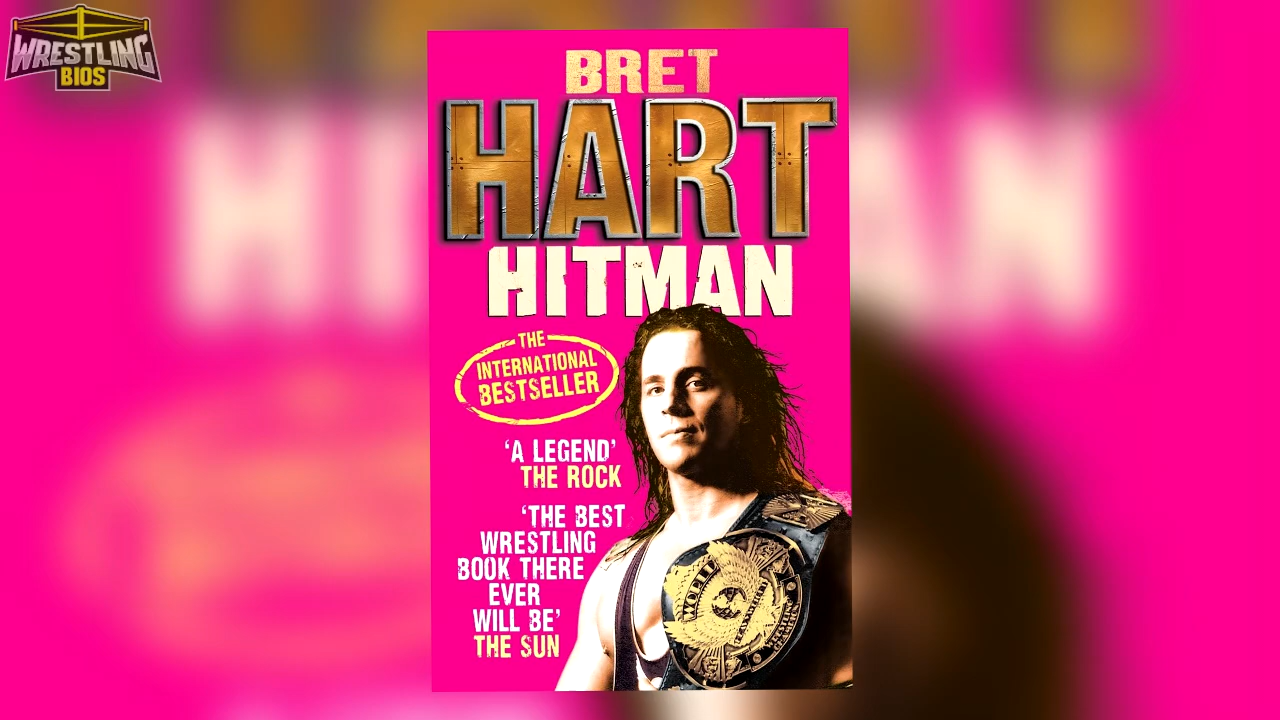 WRESTLING
BIOS
BRET
HART
HITMAN
THE
INTERNATIONAL
BESTSELLER
‘A LEGEND’
THE ROCK
‘THE BEST
WRESTLING
BOOK THERE
EVER
WILL BE’
THE SUN
WORLD